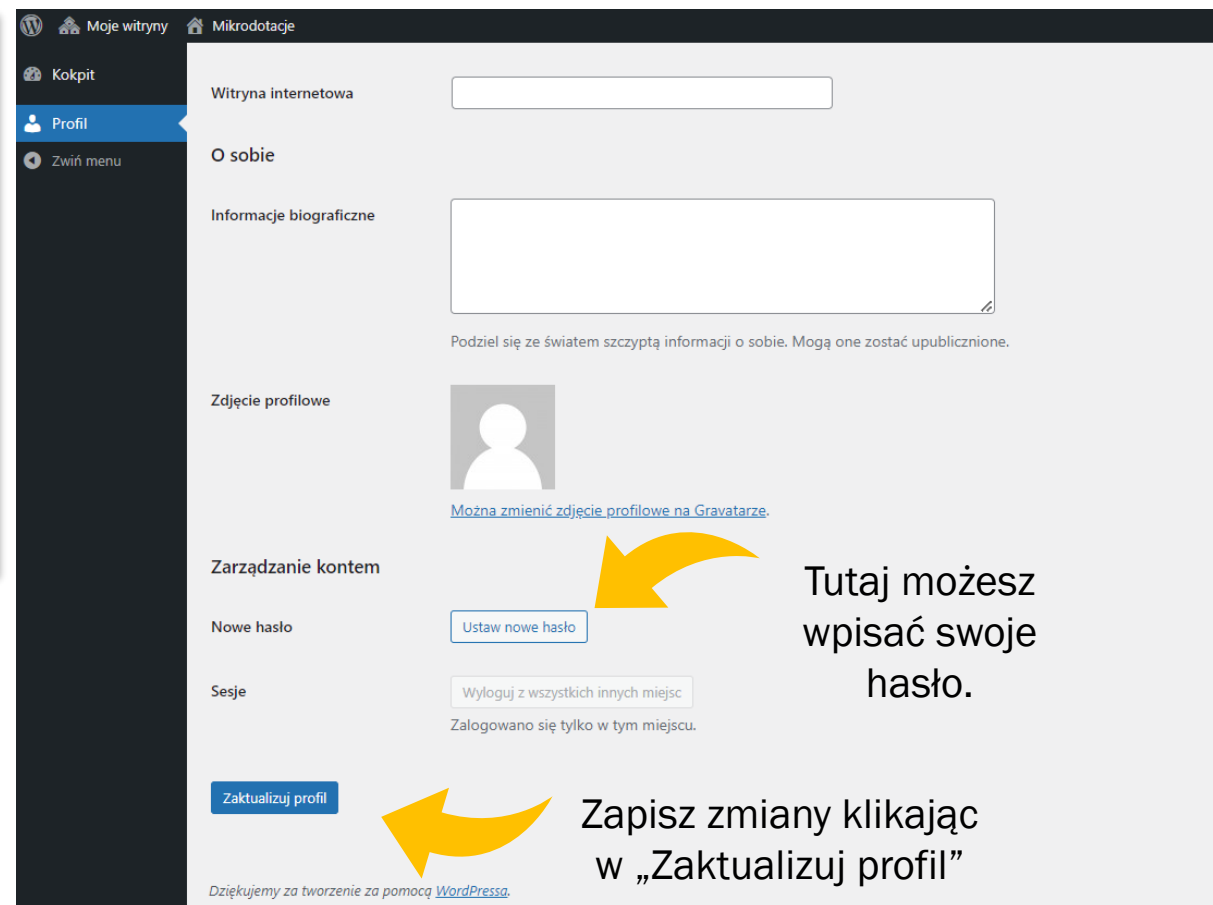 Moje witryny Mikrodotacje
Kokpit
Profil
Zwiń menu
Witryna internetowa
O sobie
Informacje biograficzne
Podziel się ze światem szczyptą informacji o sobie. Mogą one zostać upublicznione.
Zdjęcie profilowe
Można zmienić zdjęcie profilowe na Gravatarze.
Zarządzanie kontem
Nowe hasło
Ustaw nowe hasło
Tutaj możesz
wpisać swoje
hasło.
Sesje
Wyloguj z wszystkich innych miejsc
Zalogowano się tylko w tym miejscu.
Zaktualizuj profil
Zapisz zmiany klikając
w „Zaktualizuj profil”
Dziękujemy za tworzenie za pomocą WordPressa.